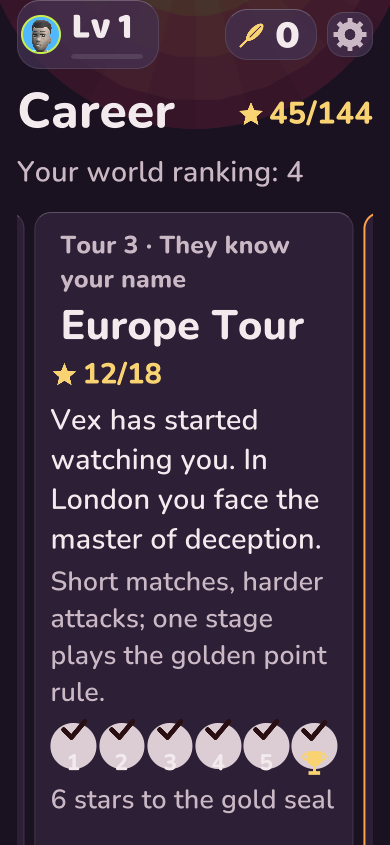 Lv 1
0
Career
45/144
Your world ranking: 4
Tour 3 · They know
your name
Europe Tour
12/18
Vex has started
watching you. In
London you face the
master of deception.
Short matches, harder
attacks; one stage
plays the golden point
rule.
1 2 3 4 5
6 stars to the gold seal